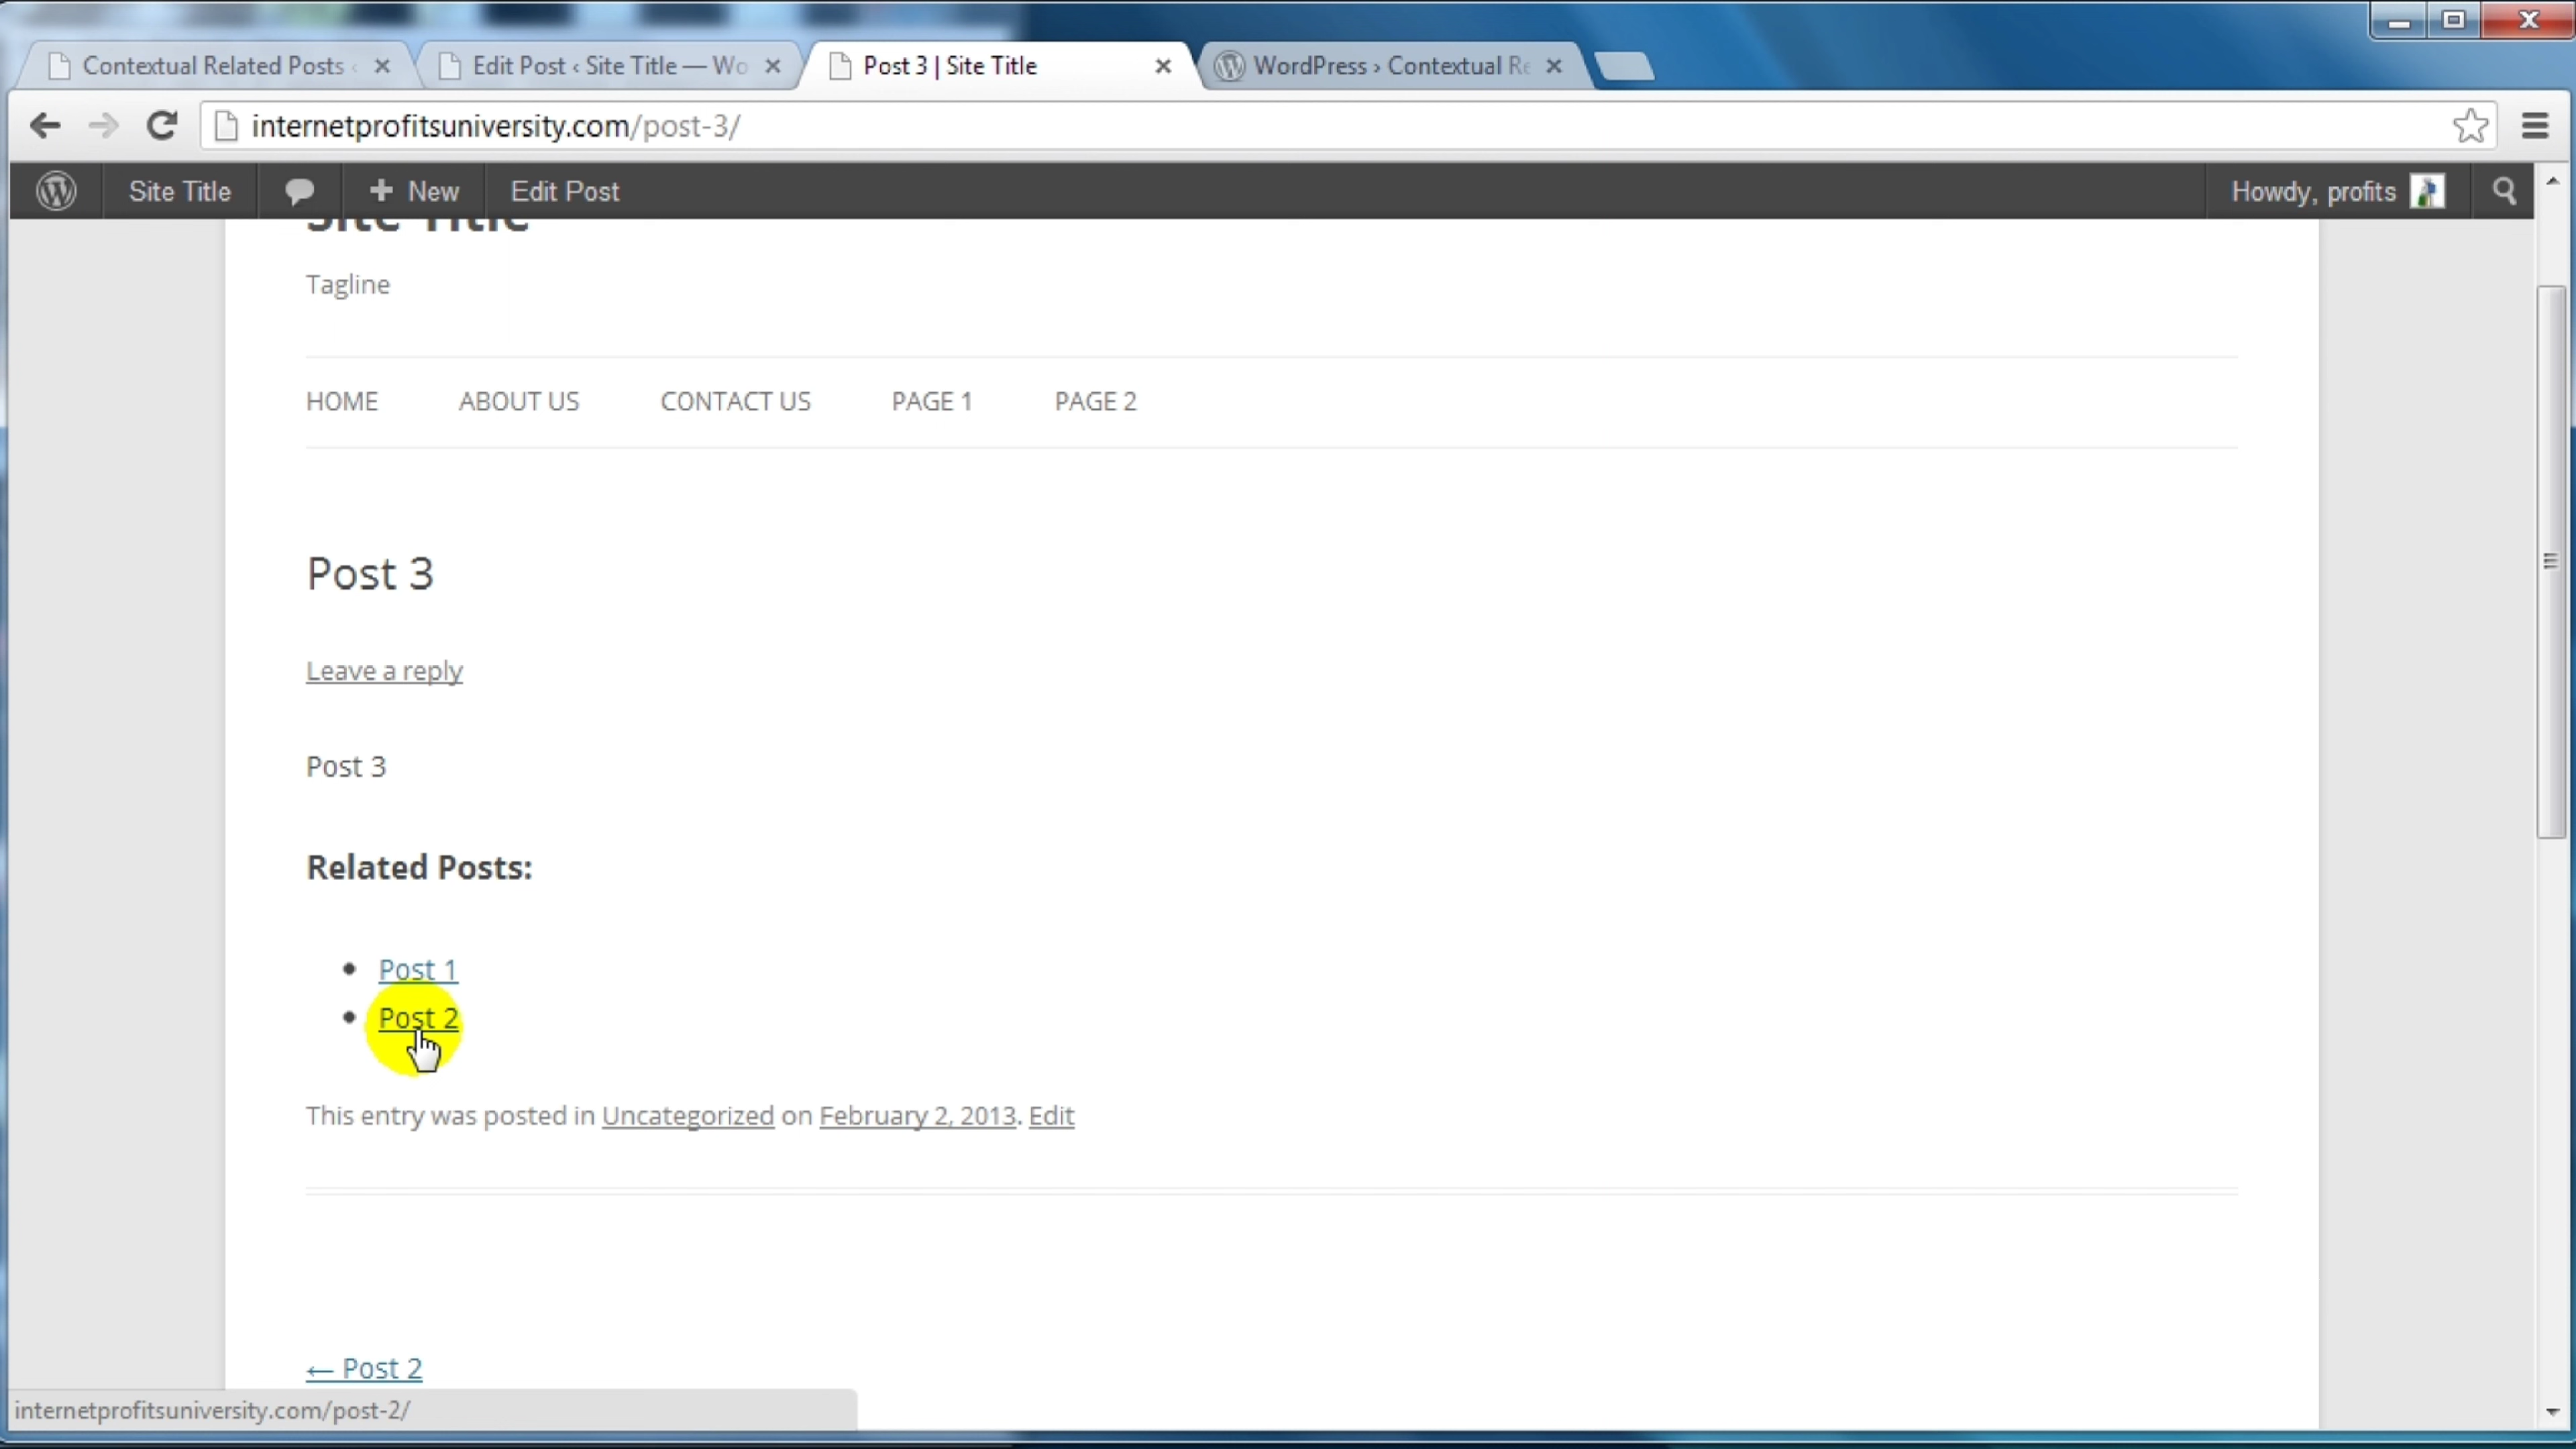 Contextual Related Posts ‹
Edit Post ‹ Site Title — Wo
Post 3 | Site Title
WordPress › Contextual Re
internetprofitsuniversity.com/post-3/
Site Title
+ New
Edit Post
Howdy, profits
Site Title
Tagline
HOME
ABOUT US
CONTACT US
PAGE 1
PAGE 2
Post 3
Leave a reply
Post 3
Related Posts:
• Post 1
• Post 2
This entry was posted in Uncategorized on February 2, 2013. Edit
← Post 2
internetprofitsuniversity.com/post-2/